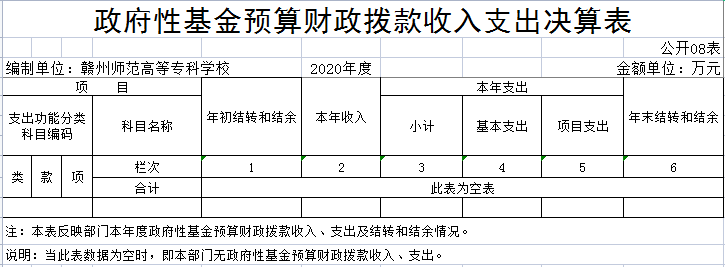 政府性基金预算财政拨款收入支出决算表
公开08表
编制单位：赣州师范高等专科学校 2020年度 金额单位：万元
项 目 年初结转和结余 本年收入 本年支出 年末结转和结余
支出功能分类科目编码 科目名称 小计 基本支出 项目支出
类 款 项 栏次 1 2 3 4 5 6
合计 此表为空表
注：本表反映部门本年度政府性基金预算财政拨款收入、支出及结转和结余情况。
说明：当此表数据为空时，即本部门无政府性基金预算财政拨款收入、支出。